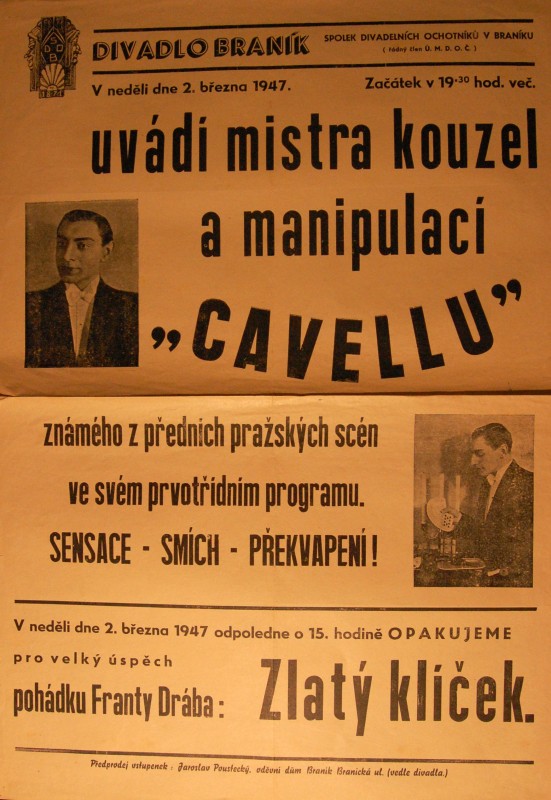 DIVADLO BRANÍK
SPOLEK DIVADELNÍCH OCHOTNÍKŮ V BRANÍKU
( řádný člen Ú. M. D. O. Č. )
V neděli dne 2. března 1947.
Začátek v 19·30 hod. več.
uvádí mistra kouzel
a manipulací
„CAVELLU”
známého z předních pražských scén
ve svém prvotřídním programu.
SENSACE - SMÍCH - PŘEKVAPENÍ!
V neděli dne 2. března 1947 odpoledne o 15. hodině OPAKUJEME
pro velký úspěch
pohádku Franty Drába: Zlatý klíček.
Předprodej vstupenek: Jaroslav Poustecký, oděvní dům Braník Branická ul. (vedle divadla.)